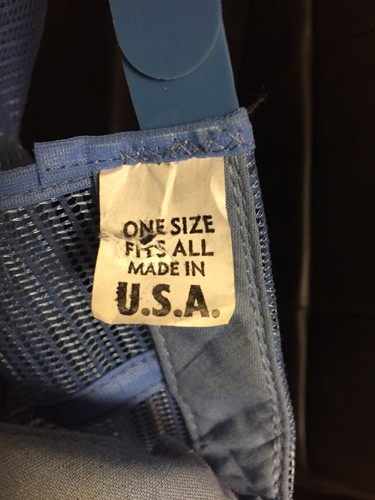 ONE SIZE
FITS ALL
MADE IN
U.S.A.